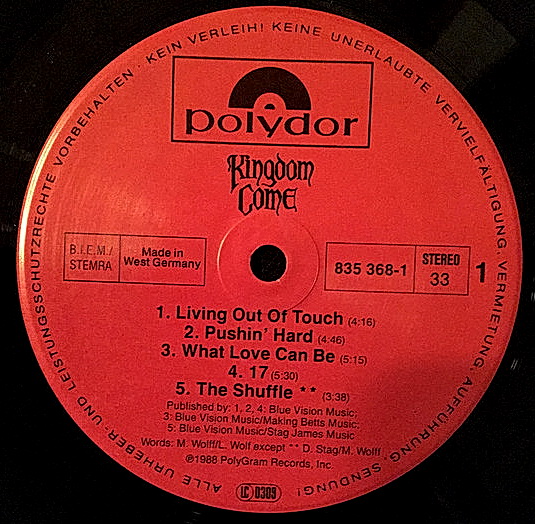 ALLE URHEBER- UND LEISTUNGSSCHUTZRECHTE VORBEHALTEN · KEIN VERLEIH! KEINE UNERLAUBTE VERVIELFÄLTIGUNG, VERMIETUNG, AUFFÜHRUNG, SENDUNG!
polydor
Kingdom
Come
B.I.E.M./
STEMRA
Made in
West Germany
835 368-1
STEREO
33
1
1. Living Out Of Touch (4:16)
2. Pushin' Hard (4:46)
3. What Love Can Be (5:15)
4. 17 (5:30)
5. The Shuffle ** (3:38)
Published by: 1, 2, 4: Blue Vision Music;
3: Blue Vision Music/Making Betts Music;
5: Blue Vision Music/Stag James Music
Words: M. Wolff/L. Wolf except ** D. Stag/M. Wolff
℗1988 PolyGram Records, Inc.
LC 0309